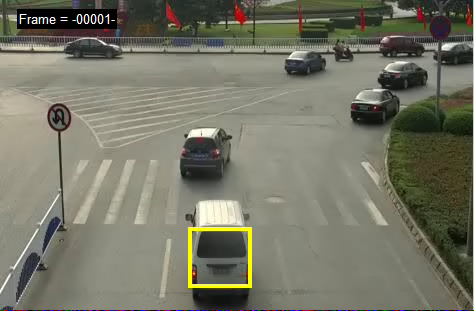 Frame = -00001-